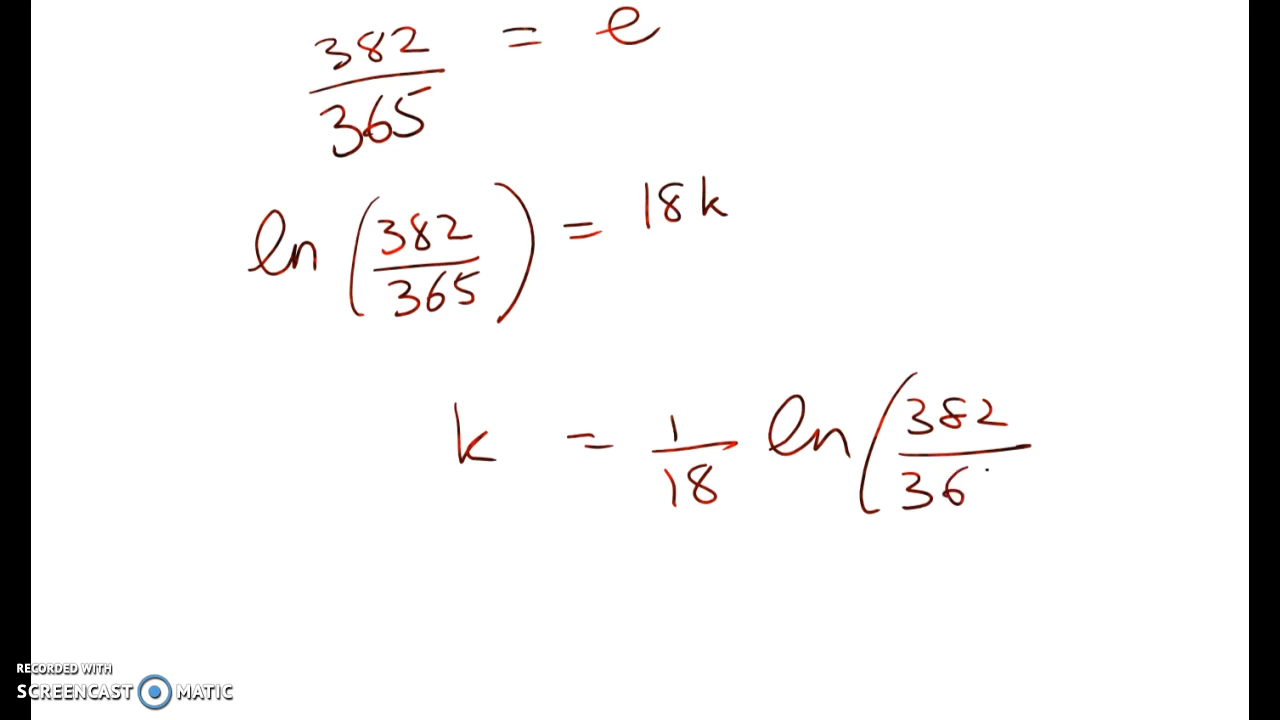 382/365 = e
ln (382/365) = 18k
k = 1/18 ln (382/36
RECORDED WITH
SCREENCAST MATIC